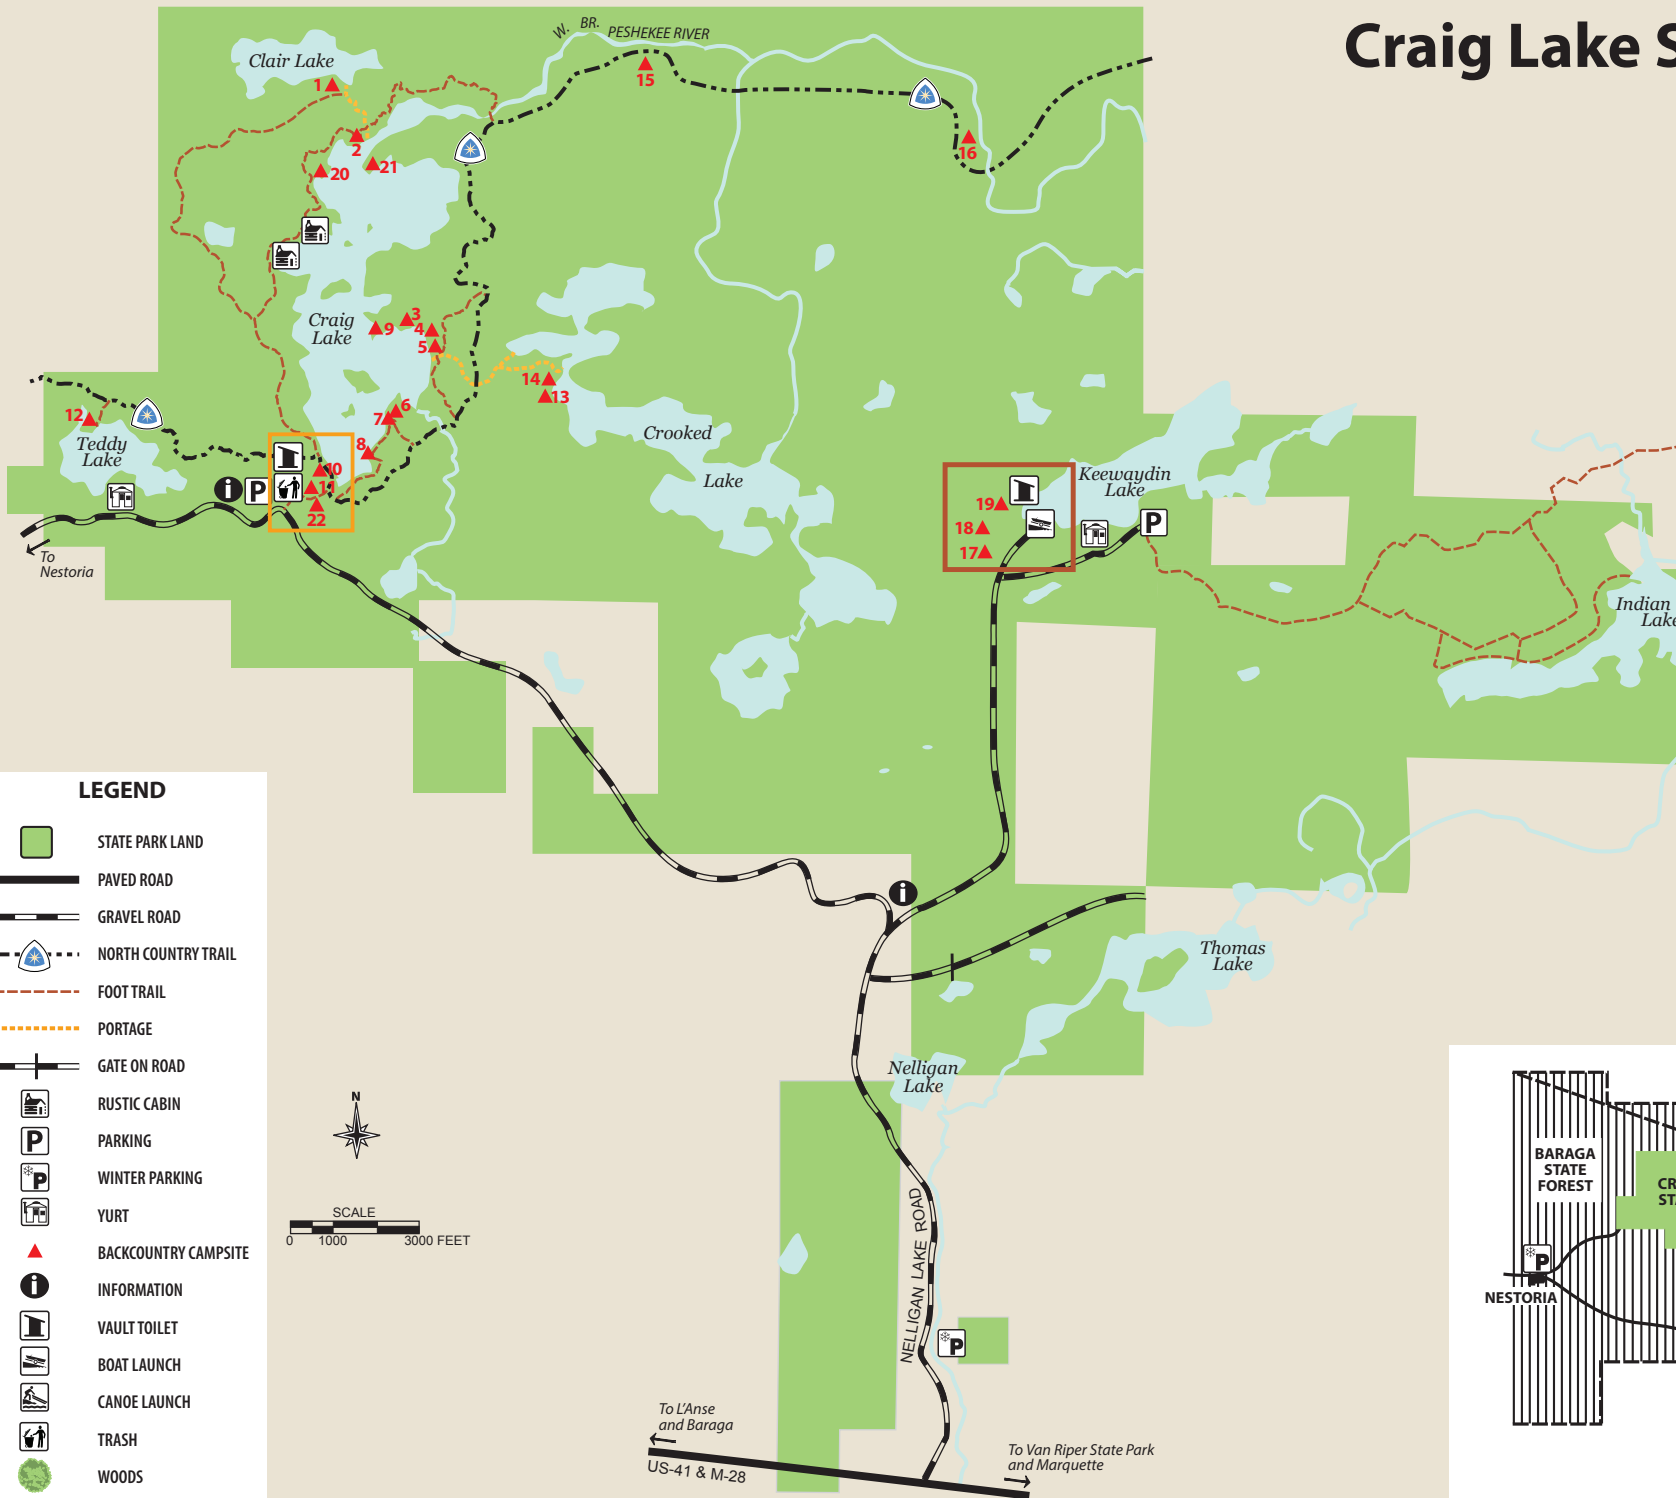 Craig Lake S
W. BR. PESHEKEE RIVER
Clair Lake
1
2
20
21
15
16
3
4
5
9
Craig
Lake
14
13
6
7
8
12
Teddy
Lake
10
11
22
i P
To
Nestoria
Crooked
Lake
Keewaydin
Lake
19
18
17
P
Indian
Lake
i
Thomas
Lake
Nelligan
Lake
NELLIGAN LAKE ROAD
P
To L'Anse
and Baraga
US-41 & M-28
To Van Riper State Park
and Marquette
N
SCALE
0 1000 3000 FEET
LEGEND
STATE PARK LAND
PAVED ROAD
GRAVEL ROAD
NORTH COUNTRY TRAIL
FOOT TRAIL
PORTAGE
GATE ON ROAD
RUSTIC CABIN
P PARKING
P WINTER PARKING
YURT
BACKCOUNTRY CAMPSITE
i INFORMATION
VAULT TOILET
BOAT LAUNCH
CANOE LAUNCH
TRASH
WOODS
BARAGA
STATE
FOREST
CR
STA
P
NESTORIA